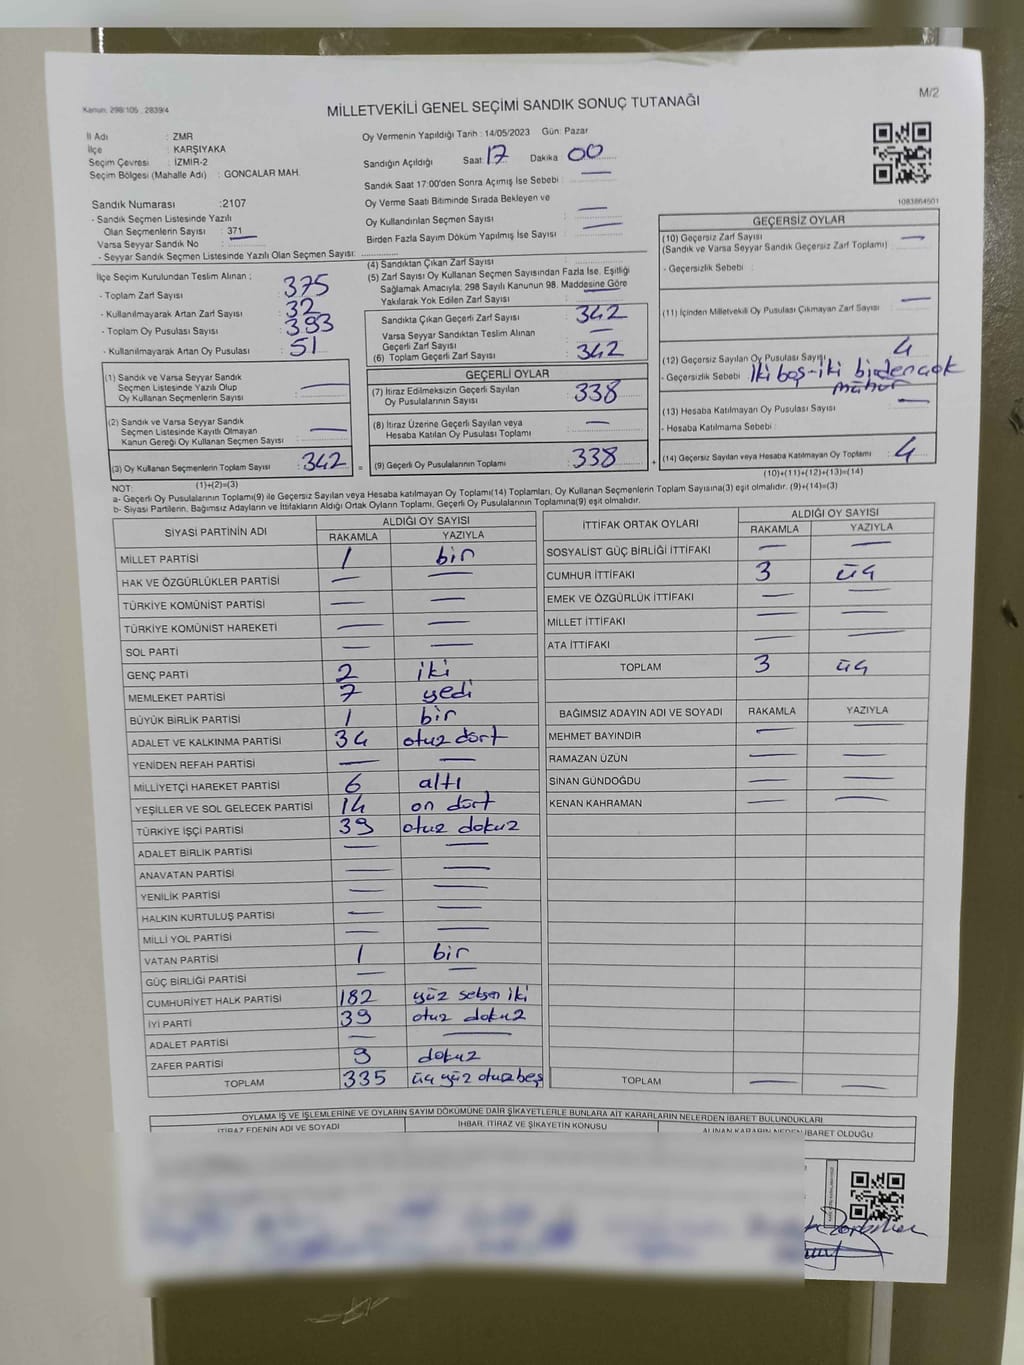 Kanun: 298/105 , 2839/4
MİLLETVEKİLİ GENEL SEÇİMİ SANDIK SONUÇ TUTANAĞI
M/2
İl Adı : ZMR
İlçe : KARŞIYAKA
Seçim Çevresi : İZMİR-2
Seçim Bölgesi (Mahalle Adı) : GONCALAR MAH.
Oy Vermenin Yapıldığı Tarih : 14/05/2023 Gün: Pazar
Sandığın Açıldığı Saat 17 Dakika 00
Sandık Saat 17:00'den Sonra Açımış İse Sebebi :
Oy Verme Saati Bitiminde Sırada Bekleyen ve
Oy Kullandırılan Seçmen Sayısı
Birden Fazla Sayım Döküm Yapılmış İse Sayısı :
1083864501
Sandık Numarası :2107
- Sandık Seçmen Listesinde Yazılı
Olan Seçmenlerin Sayısı : 371
Varsa Seyyar Sandık No :
- Seyyar Sandık Seçmen Listesinde Yazılı Olan Seçmen Sayısı:
İlçe Seçim Kurulundan Teslim Alınan ;
- Toplam Zarf Sayısı : 375
- Kullanılmayarak Artan Zarf Sayısı : 32
- Toplam Oy Pusulası Sayısı : 393
- Kullanılmayarak Artan Oy Pusulası : 51
(1) Sandık ve Varsa Seyyar Sandık
Seçmen Listesinde Yazılı Olup
Oy Kullanan Seçmenlerin Sayısı
(2) Sandık ve Varsa Seyyar Sandık
Seçmen Listesinde Kayıtlı Olmayan
Kanun Gereği Oy Kullanan Seçmen Sayısı :
(3) Oy Kullanan Seçmenlerin Toplam Sayısı : 342
(1)+(2)=(3)
(4) Sandıktan Çıkan Zarf Sayısı
(5) Zarf Sayısı Oy Kullanan Seçmen Sayısından Fazla İse, Eşitliği
Sağlamak Amacıyla; 298 Sayılı Kanunun 98. Maddesine Göre
Yakılarak Yok Edilen Zarf Sayısı :
Sandıkta Çıkan Geçerli Zarf Sayısı : 342
Varsa Seyyar Sandıktan Teslim Alınan
Geçerli Zarf Sayısı
(6) Toplam Geçerli Zarf Sayısı : 342
GEÇERLİ OYLAR
(7) İtiraz Edilmeksizin Geçerli Sayılan
Oy Pusulalarının Sayısı : 338
(8) İtiraz Üzerine Geçerli Sayılan veya
Hesaba Katılan Oy Pusulası Toplamı
= (9) Geçerli Oy Pusulalarının Toplamı : 338
GEÇERSİZ OYLAR
(10) Geçersiz Zarf Sayısı
(Sandık ve Varsa Seyyar Sandık Geçersiz Zarf Toplamı)
- Geçersizlik Sebebi :
(11) İçinden Milletvekili Oy Pusulası Çıkmayan Zarf Sayısı
(12) Geçersiz Sayılan Oy Pusulası Sayısı 4
- Geçersizlik Sebebi iki boş-iki birden çok
mühür
(13) Hesaba Katılmayan Oy Pusulası Sayısı
- Hesaba Katılmama Sebebi :
+ (14) Geçersiz Sayılan veya Hesaba Katılmayan Oy Toplamı : 4
(10)+(11)+(12)+(13)=(14)
NOT:
a- Geçerli Oy Pusulalarının Toplamı(9) ile Geçersiz Sayılan veya Hesaba katılmayan Oy Toplamı(14) Toplamları, Oy Kullanan Seçmenlerin Toplam Sayısına(3) eşit olmalıdır. (9)+(14)=(3)
b- Siyasi Partilerin, Bağımsız Adayların ve İttifakların Aldığı Ortak Oyların Toplamı, Geçerli Oy Pusulalarının Toplamına(9) eşit olmalıdır.
SİYASİ PARTİNİN ADI ALDIĞI OY SAYISI
RAKAMLA YAZIYLA
MİLLET PARTİSİ 1 bir
HAK VE ÖZGÜRLÜKLER PARTİSİ
TÜRKİYE KOMÜNİST PARTİSİ
TÜRKİYE KOMÜNİST HAREKETİ
SOL PARTİ
GENÇ PARTİ 2 iki
MEMLEKET PARTİSİ 7 yedi
BÜYÜK BİRLİK PARTİSİ 1 bir
ADALET VE KALKINMA PARTİSİ 34 otuz dört
YENİDEN REFAH PARTİSİ
MİLLİYETÇİ HAREKET PARTİSİ 6 altı
YEŞİLLER VE SOL GELECEK PARTİSİ 14 on dört
TÜRKİYE İŞÇİ PARTİSİ 39 otuz dokuz
ADALET BİRLİK PARTİSİ
ANAVATAN PARTİSİ
YENİLİK PARTİSİ
HALKIN KURTULUŞ PARTİSİ
MİLLİ YOL PARTİSİ
VATAN PARTİSİ 1 bir
GÜÇ BİRLİĞİ PARTİSİ
CUMHURİYET HALK PARTİSİ 182 yüz seksen iki
İYİ PARTİ 39 otuz dokuz
ADALET PARTİSİ
ZAFER PARTİSİ 9 dokuz
TOPLAM 335 üç yüz otuz beş
İTTİFAK ORTAK OYLARI ALDIĞI OY SAYISI
RAKAMLA YAZIYLA
SOSYALİST GÜÇ BİRLİĞİ İTTİFAKI
CUMHUR İTTİFAKI 3 üç
EMEK VE ÖZGÜRLÜK İTTİFAKI
MİLLET İTTİFAKI
ATA İTTİFAKI
TOPLAM 3 üç
BAĞIMSIZ ADAYIN ADI VE SOYADI RAKAMLA YAZIYLA
MEHMET BAYINDIR
RAMAZAN ÜZÜN
SİNAN GÜNDOĞDU
KENAN KAHRAMAN
TOPLAM
OYLAMA İŞ VE İŞLEMLERİNE VE OYLARIN SAYIM DÖKÜMÜNE DAİR ŞİKAYETLERLE BUNLARA AİT KARARLARIN NELERDEN İBARET BULUNDUKLARI
İTİRAZ EDENİN ADI VE SOYADI İHBAR, İTİRAZ VE ŞİKAYETİN KONUSU ALINAN KARARIN NEDEN İBARET OLDUĞU